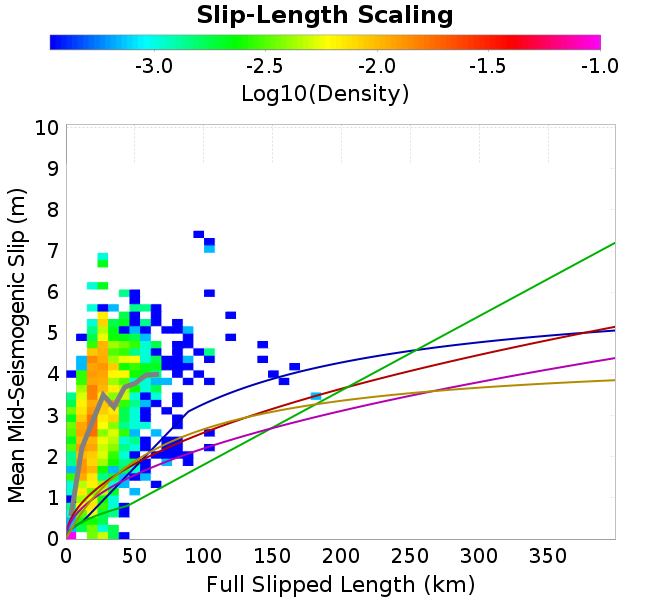 Slip-Length Scaling
-3.0 -2.5 -2.0 -1.5 -1.0
Log10(Density)
Mean Mid-Seismogenic Slip (m)
10
9
8
7
6
5
4
3
2
1
0
0 50 100 150 200 250 300 350
Full Slipped Length (km)